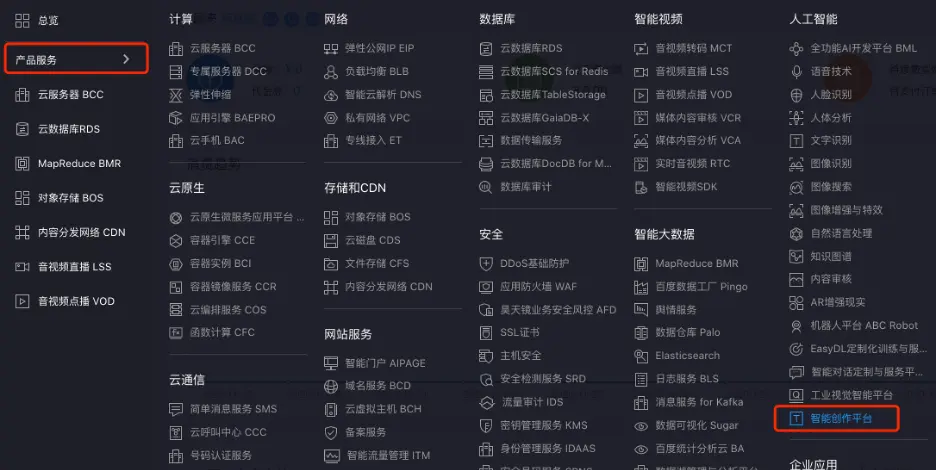 总览
产品服务
云服务器 BCC
云数据库RDS
MapReduce BMR
对象存储 BOS
内容分发网络 CDN
音视频直播 LSS
音视频点播 VOD
计算
云服务器 BCC
专属服务器 DCC
弹性伸缩
应用引擎 BAEPRO
云手机 BAC
云原生
云原生微服务应用平台 ...
容器引擎 CCE
容器实例 BCI
容器镜像服务 CCR
云编排服务 COS
函数计算 CFC
云通信
简单消息服务 SMS
云呼叫中心 CCC
号码认证服务
网络
弹性公网IP EIP
负载均衡 BLB
智能云解析 DNS
私有网络 VPC
专线接入 ET
存储和CDN
对象存储 BOS
云磁盘 CDS
文件存储 CFS
内容分发网络 CDN
网站服务
智能门户 AIPAGE
域名服务 BCD
云虚拟主机 BCH
备案服务
智能流量管理 ITM
数据库
云数据库RDS
云数据库SCS for Redis
云数据库TableStorage
云数据库GaiaDB-X
数据传输服务
云数据库DocDB for M...
数据库审计
安全
DDoS基础防护
应用防火墙 WAF
昊天镜业务安全风控 AFD
SSL证书
主机安全
安全检测服务 SRD
流量审计 IDS
密钥管理服务 KMS
身份管理服务 IDAAS
智能视频
音视频转码 MCT
音视频直播 LSS
音视频点播 VOD
媒体内容审核 VCR
媒体内容分析 VCA
实时音视频 RTC
智能视频SDK
智能大数据
MapReduce BMR
百度数据工厂 Pingo
舆情服务
数据仓库 Palo
Elasticsearch
日志服务 BLS
消息服务 for Kafka
数据可视化 Sugar
百度统计分析云 BA
人工智能
全功能AI开发平台 BML
语音技术
人脸识别
人体分析
文字识别
图像识别
图像搜索
图像增强与特效
自然语言处理
知识图谱
内容审核
AR增强现实
机器人平台 ABC Robot
EasyDL定制化训练与服...
智能对话定制与服务平...
工业视觉智能平台
智能创作平台
企业应用